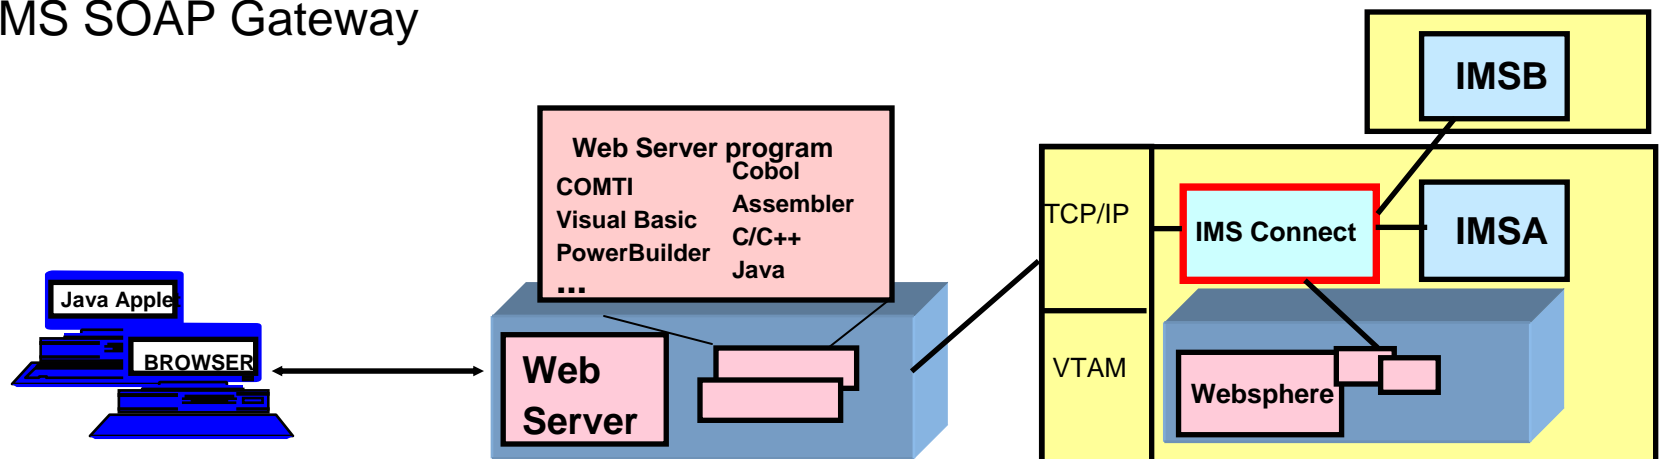 MS SOAP Gateway
IMSB
Web Server program
COMTI
Visual Basic
PowerBuilder
...
Cobol
Assembler
C/C++
Java
TCP/IP
IMS Connect
IMSA
Java Applet
BROWSER
Web
Server
VTAM
Websphere